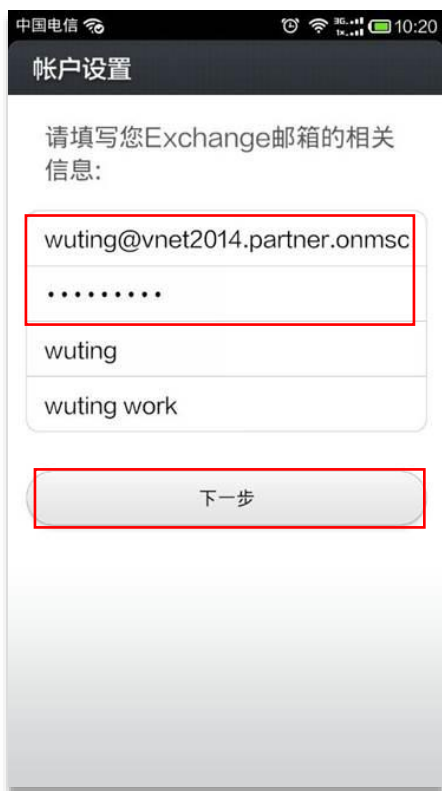 中国电信 3G 1x 10:20
帐户设置
请填写您Exchange邮箱的相关
信息:
wuting@vnet2014.partner.onmsc
•••••••••
wuting
wuting work
下一步